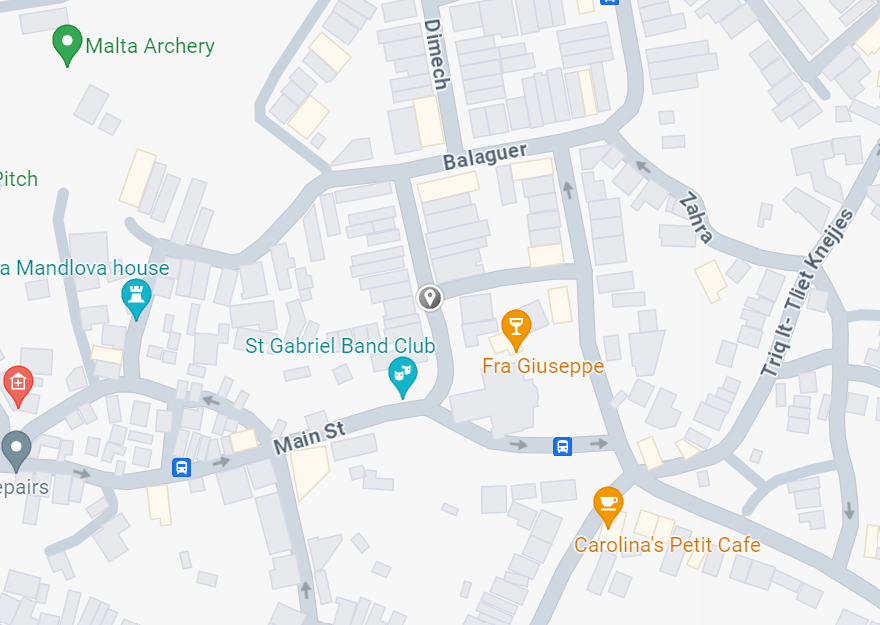 Malta Archery
Dimech
Balaguer
Pitch
Zahra
a Mandlova house
Triq It- Tliet Knejjes
St Gabriel Band Club
Fra Giuseppe
Main St
epairs
Carolina's Petit Cafe